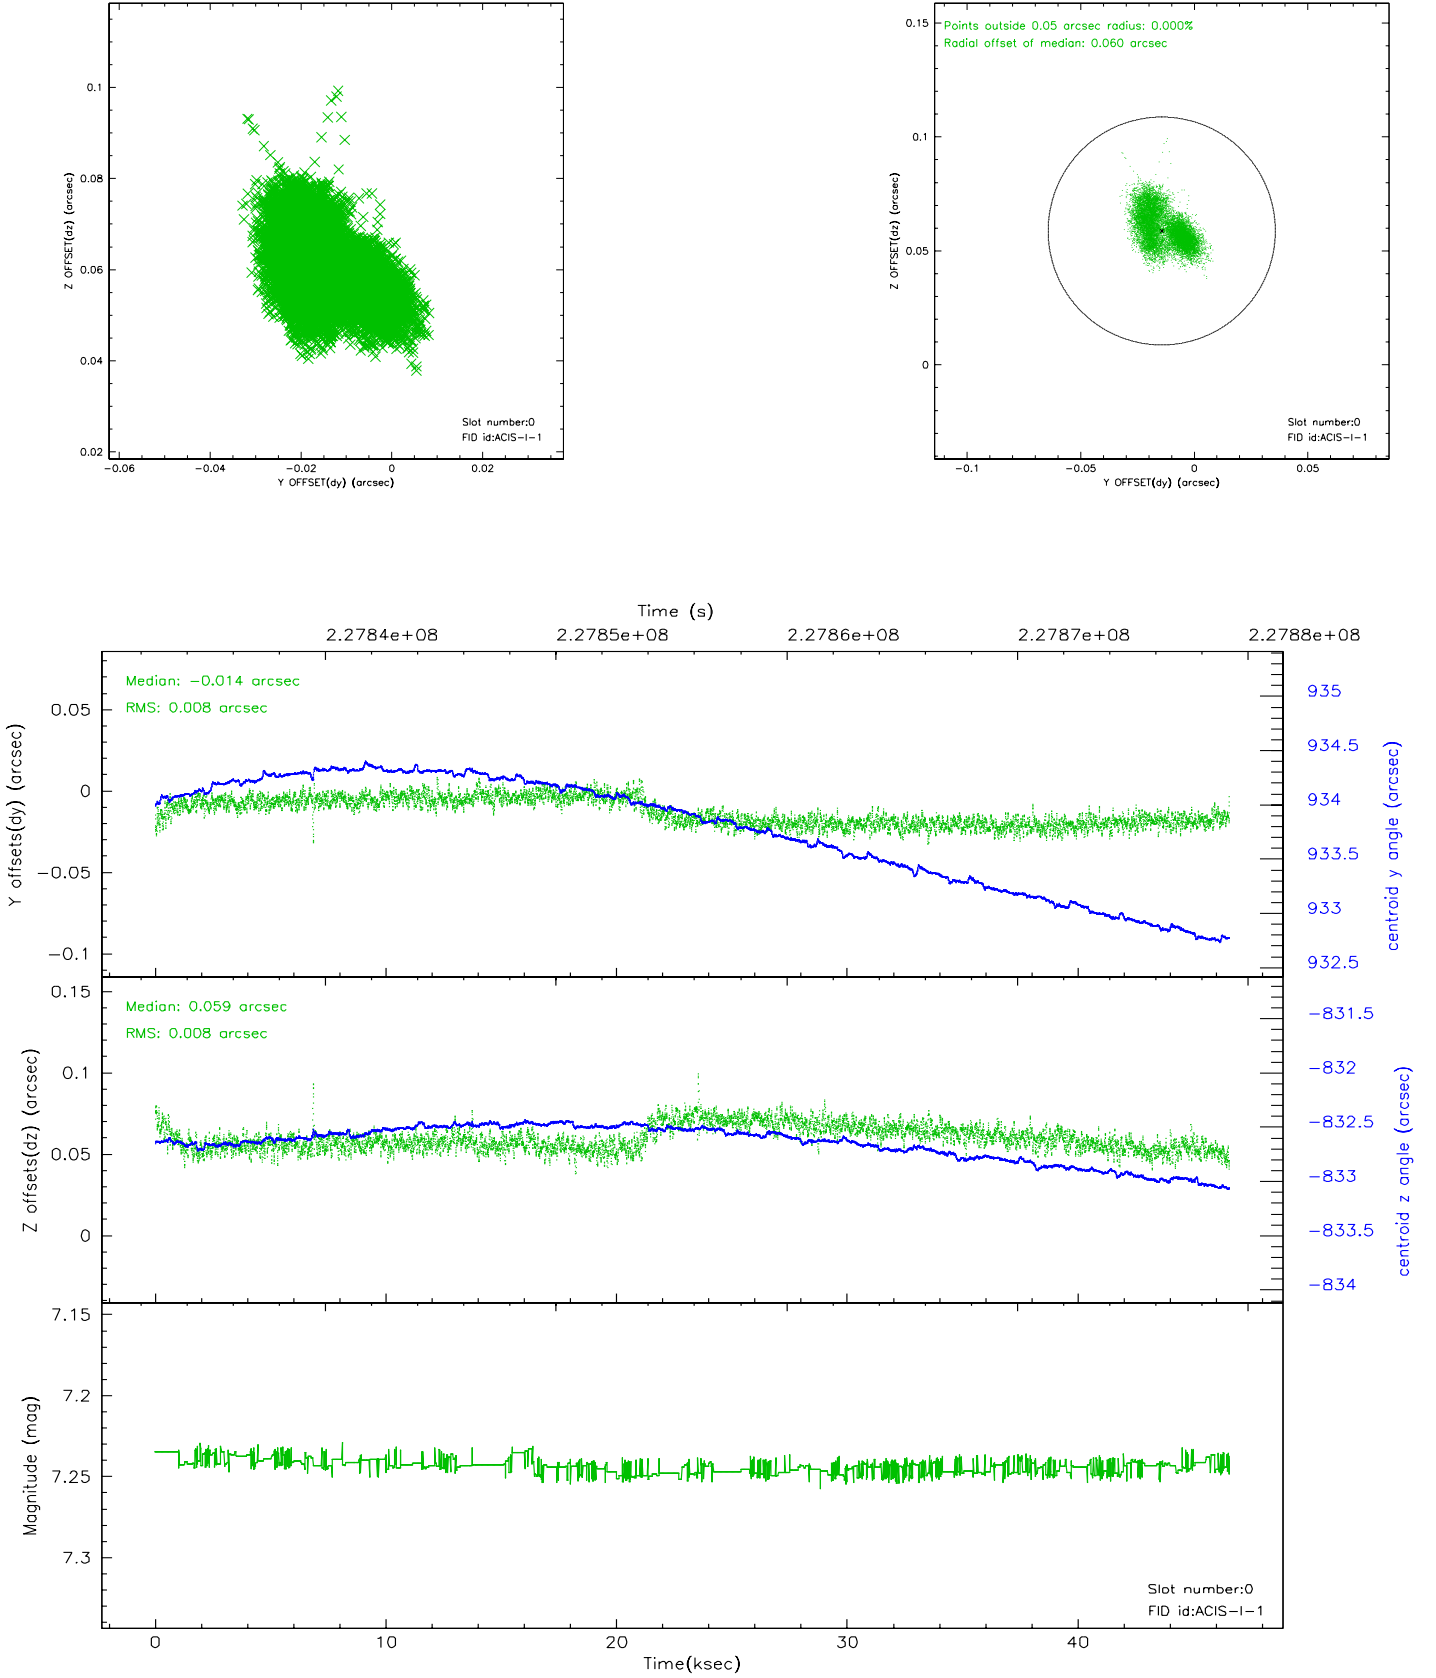 0.1
0.08
0.06
0.04
0.02
Z OFFSET(dz) (arcsec)
Slot number:0
FID id:ACIS-I-1
-0.06 -0.04 -0.02 0 0.02
Y OFFSET(dy) (arcsec)
Points outside 0.05 arcsec radius: 0.000%
Radial offset of median: 0.060 arcsec
0.15
0.1
0.05
0
Z OFFSET(dz) (arcsec)
Slot number:0
FID id:ACIS-I-1
-0.1 -0.05 0 0.05
Y OFFSET(dy) (arcsec)
Time (s)
2.2784e+08 2.2785e+08 2.2786e+08 2.2787e+08 2.2788e+08
Median: -0.014 arcsec
RMS: 0.008 arcsec
0.05
0
-0.05
-0.1
Y offsets(dy) (arcsec)
935
934.5
934
933.5
933
932.5
centroid y angle (arcsec)
Median: 0.059 arcsec
RMS: 0.008 arcsec
0.15
0.1
0.05
0
Z offsets(dz) (arcsec)
-831.5
-832
-832.5
-833
-833.5
-834
centroid z angle (arcsec)
7.15
7.2
7.25
7.3
Magnitude (mag)
Slot number:0
FID id:ACIS-I-1
0 10 20 30 40
Time(ksec)